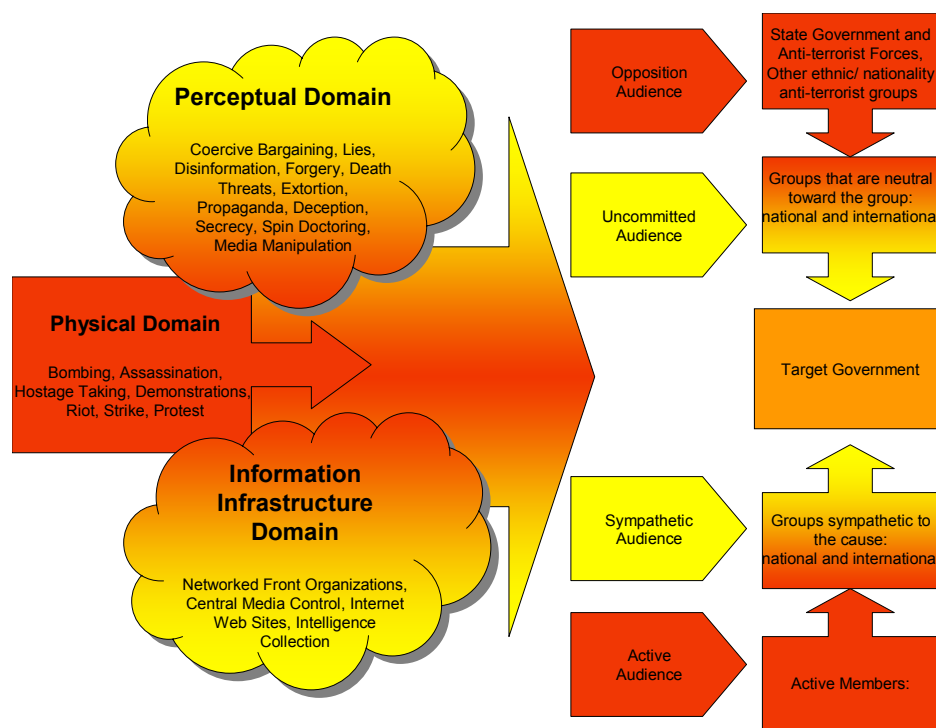 Perceptual Domain
Coercive Bargaining, Lies,
Disinformation, Forgery, Death
Threats, Extortion,
Propaganda, Deception,
Secrecy, Spin Doctoring,
Media Manipulation
Physical Domain
Bombing, Assassination,
Hostage Taking, Demonstrations,
Riot, Strike, Protest
Information
Infrastructure
Domain
Networked Front Organizations,
Central Media Control, Internet
Web Sites, Intelligence
Collection
Opposition
Audience
State Government and
Anti-terrorist Forces,
Other ethnic/ nationality
anti-terrorist groups
Uncommitted
Audience
Groups that are neutral
toward the group:
national and international
Target Government
Sympathetic
Audience
Groups sympathetic to
the cause:
national and international
Active
Audience
Active Members: